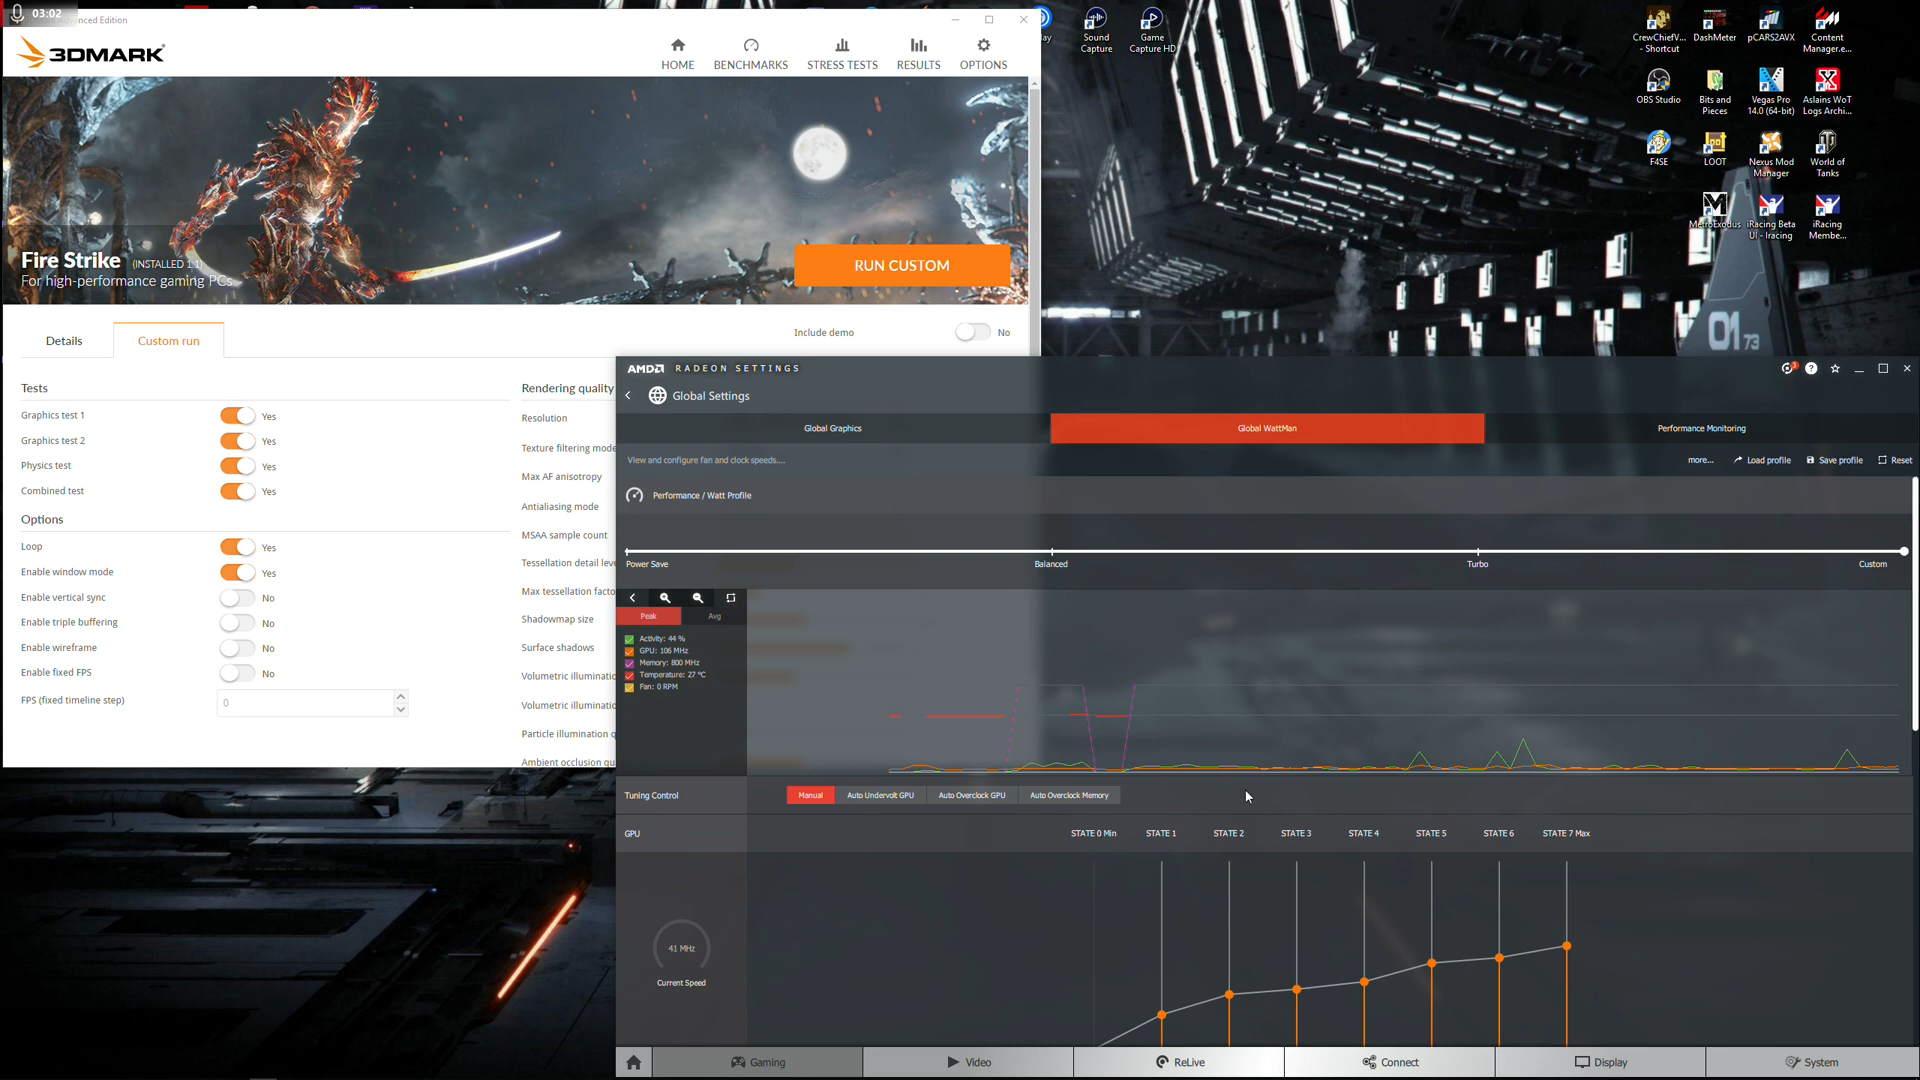 03:02
vanced Edition
3DMARK
HOME
BENCHMARKS
STRESS TESTS
RESULTS
OPTIONS
Fire Strike (INSTALLED 1.1)
For high-performance gaming PCs
RUN CUSTOM
Details
Custom run
Include demo
No
Tests
Graphics test 1 Yes
Graphics test 2 Yes
Physics test Yes
Combined test Yes
Options
Loop Yes
Enable window mode Yes
Enable vertical sync No
Enable triple buffering No
Enable wireframe No
Enable fixed FPS No
FPS (fixed timeline step) 0
Rendering quality
Resolution
Texture filtering mode
Max AF anisotropy
Antialiasing mode
MSAA sample count
Tessellation detail leve
Max tessellation facto
Shadowmap size
Surface shadows
Volumetric illuminatio
Volumetric illuminatio
Particle illumination q
Ambient occlusion qu
ay
Sound
Capture
Game
Capture HD
CrewChiefV...
- Shortcut
DashMeter
pCARS2AVX
Content
Manager.e...
OBS Studio
Bits and
Pieces
Vegas Pro
14.0 (64-bit)
Aslains WoT
Logs Archi...
F4SE
LOOT
Nexus Mod
Manager
World of
Tanks
MetroExodus
iRacing Beta
UI - Iracing
iRacing
Membe...
01 73
AMD RADEON SETTINGS
Global Settings
Global Graphics
Global WattMan
Performance Monitoring
View and configure fan and clock speeds....
more...
Load profile
Save profile
Reset
Performance / Watt Profile
Power Save
Balanced
Turbo
Custom
Peak
Avg
Activity: 44 %
GPU: 106 MHz
Memory: 800 MHz
Temperature: 27 °C
Fan: 0 RPM
Tuning Control
Manual
Auto Undervolt GPU
Auto Overclock GPU
Auto Overclock Memory
GPU
STATE 0 Min
STATE 1
STATE 2
STATE 3
STATE 4
STATE 5
STATE 6
STATE 7 Max
41 MHz
Current Speed
Gaming
Video
ReLive
Connect
Display
System